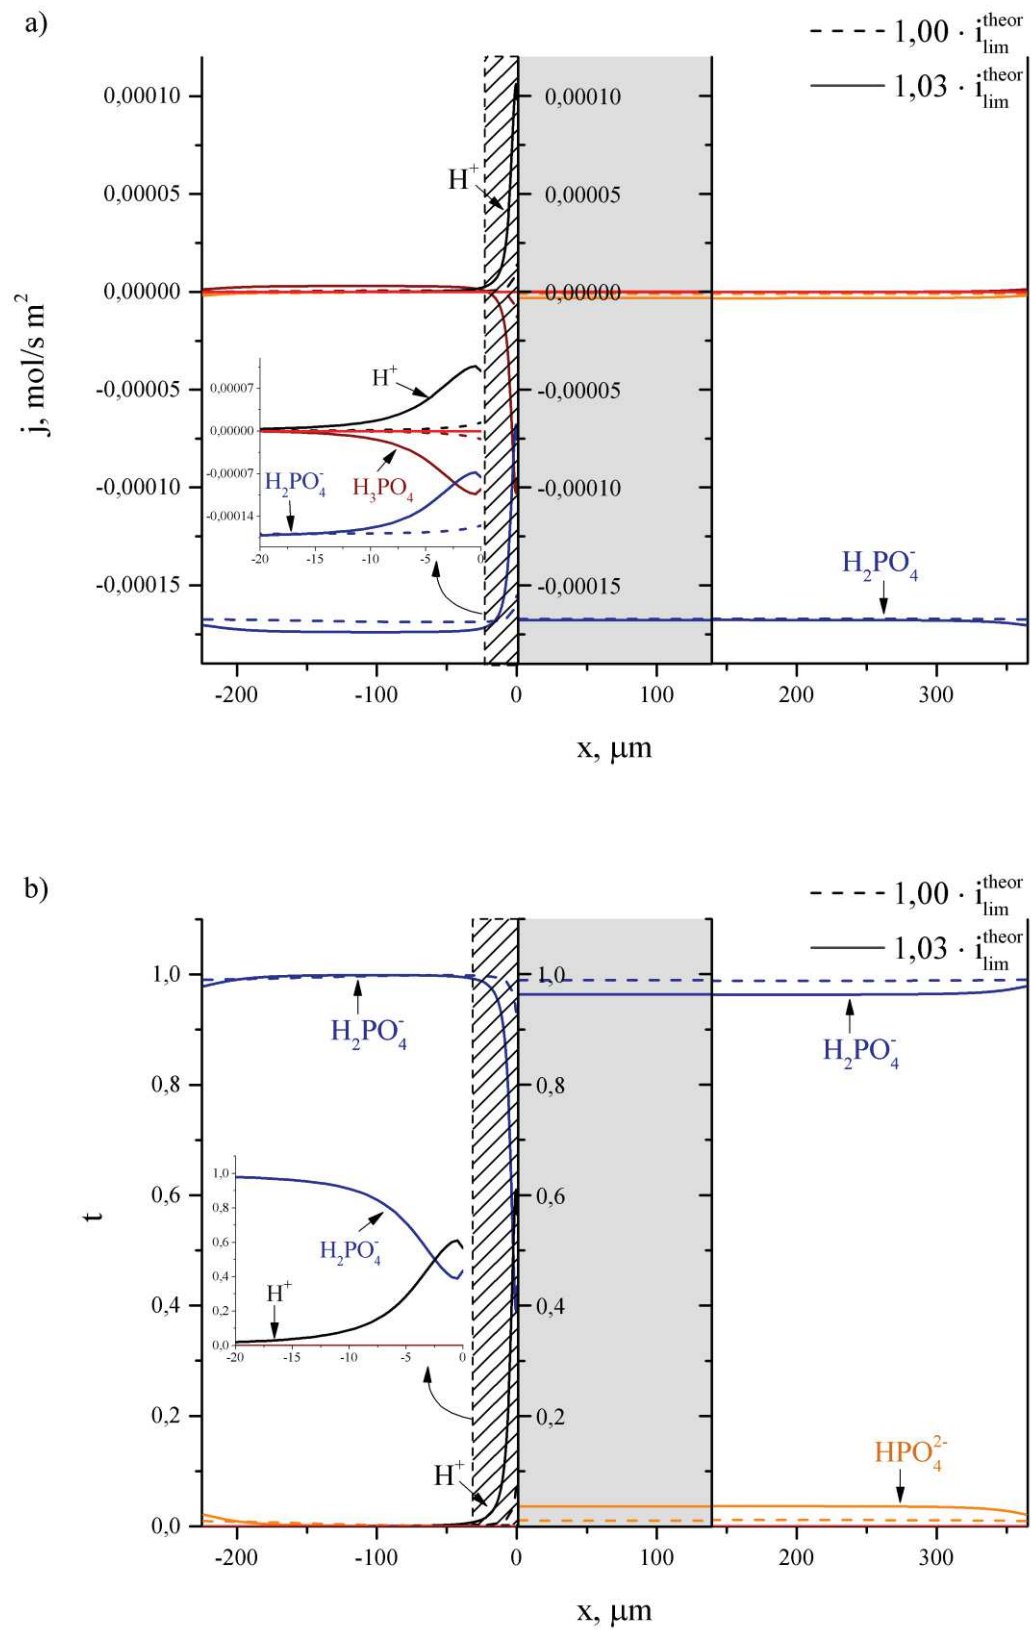 a)
1,00 · i_lim^theor
1,03 · i_lim^theor
0,00010
0,00005
0,00000
-0,00005
-0,00010
-0,00015
0,00010
0,00005
0,00000
-0,00005
-0,00010
-0,00015
j, mol/s m²
H⁺
0,00007
0,00000
-0,00007
-0,00014
H⁺
H₂PO₄⁻
H₃PO₄
-20 -15 -10 -5 0
H₂PO₄⁻
-200 -100 0 100 200 300
x, μm
b)
1,00 · i_lim^theor
1,03 · i_lim^theor
1,0
0,8
0,6
0,4
0,2
0,0
1,0
0,8
0,6
0,4
0,2
t
H₂PO₄⁻
H₂PO₄⁻
1,0
0,8
0,6
0,4
0,2
0,0
H₂PO₄⁻
H⁺
-20 -15 -10 -5 0
H⁺
HPO₄²⁻
-200 -100 0 100 200 300
x, μm